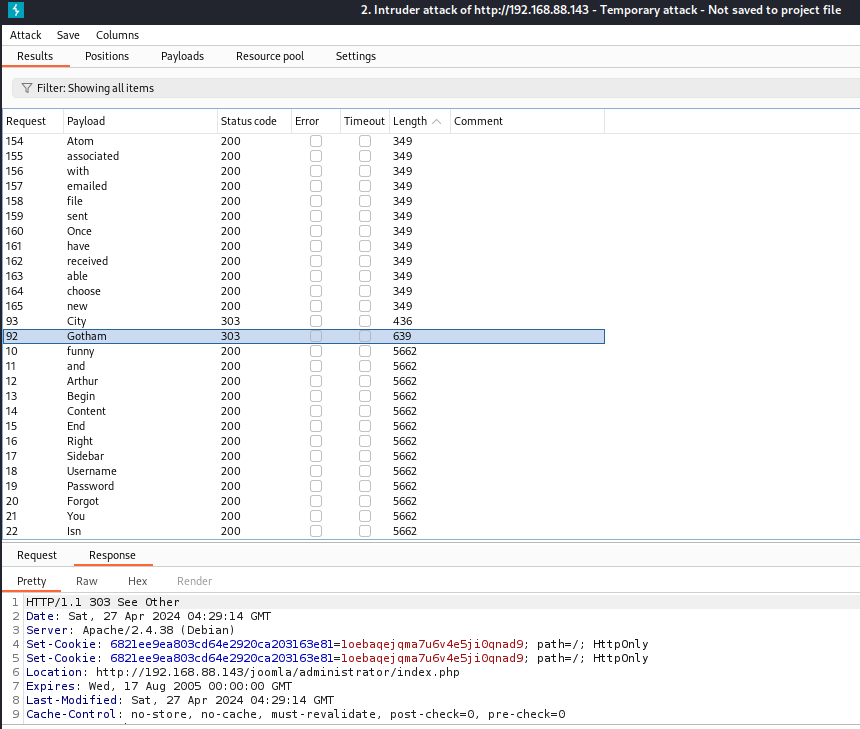 2. Intruder attack of http://192.168.88.143 - Temporary attack - Not saved to project file
Attack Save Columns
Results Positions Payloads Resource pool Settings
Filter: Showing all items
Request Payload Status code Error Timeout Length Comment
154 Atom 200 349
155 associated 200 349
156 with 200 349
157 emailed 200 349
158 file 200 349
159 sent 200 349
160 Once 200 349
161 have 200 349
162 received 200 349
163 able 200 349
164 choose 200 349
165 new 200 349
93 City 303 436
92 Gotham 303 639
10 funny 200 5662
11 and 200 5662
12 Arthur 200 5662
13 Begin 200 5662
14 Content 200 5662
15 End 200 5662
16 Right 200 5662
17 Sidebar 200 5662
18 Username 200 5662
19 Password 200 5662
20 Forgot 200 5662
21 You 200 5662
22 Isn 200 5662
Request Response
Pretty Raw Hex Render
1 HTTP/1.1 303 See Other
2 Date: Sat, 27 Apr 2024 04:29:14 GMT
3 Server: Apache/2.4.38 (Debian)
4 Set-Cookie: 6821ee9ea803cd64e2920ca203163e81=1oebaqejqma7u6v4e5ji0qnad9; path=/; HttpOnly
5 Set-Cookie: 6821ee9ea803cd64e2920ca203163e81=1oebaqejqma7u6v4e5ji0qnad9; path=/; HttpOnly
6 Location: http://192.168.88.143/joomla/administrator/index.php
7 Expires: Wed, 17 Aug 2005 00:00:00 GMT
8 Last-Modified: Sat, 27 Apr 2024 04:29:14 GMT
9 Cache-Control: no-store, no-cache, must-revalidate, post-check=0, pre-check=0